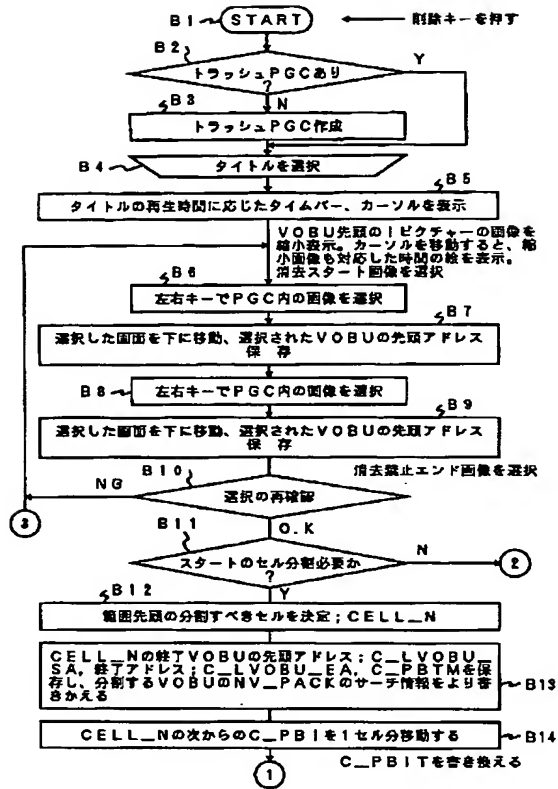 B1 START ← 削除キーを押す
B2
トラッシュPGCあり
?
Y
N
B3
トラッシュPGC作成
B4 タイトルを選択
B5
タイトルの再生時間に応じたタイムバー、カーソルを表示
VOBU先頭のIピクチャーの画像を
縮小表示。カーソルを移動すると、縮
小画像も対応した時間の絵を表示。
消去スタート画像を選択
B6
左右キーでPGC内の画像を選択
B7
選択した画面を下に移動、選択されたVOBUの先頭アドレス
保存
B8 左右キーでPGC内の画像を選択
B9
選択した画面を下に移動、選択されたVOBUの先頭アドレス
保存
消去禁止エンド画像を選択
B10
NG
選択の再確認
③
O.K
B11
スタートのセル分割必要か
?
N
②
Y
B12
範囲先頭の分割すべきセルを決定;CELL_N
CELL_Nの終了VOBUの先頭アドレス;C_LVOBU_
SA,終了アドレス;C_LVOBU_EA,C_PBTMを保
存し、分割するVOBUのNV_PACKのサーチ情報をより書
きかえる
B13
CELL_Nの次からのC_PBIを1セル分移動する
B14
C_PBITを書き換える
①